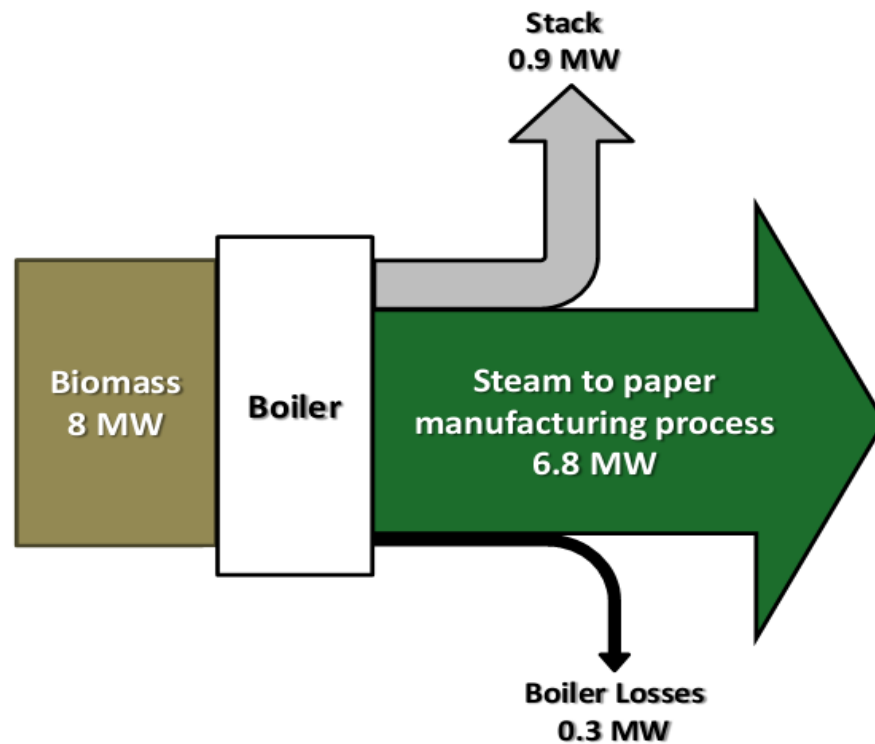 Stack
0.9 MW
Biomass
8 MW
Boiler
Steam to paper
manufacturing process
6.8 MW
Boiler Losses
0.3 MW